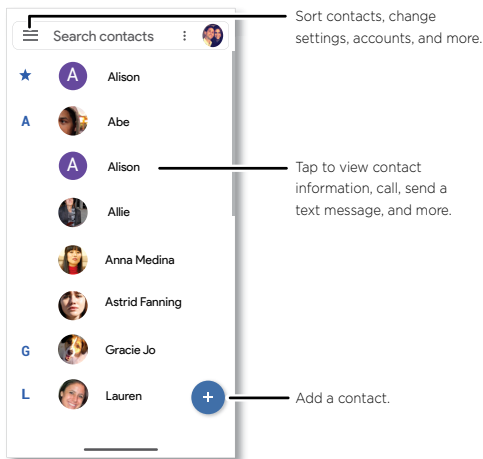 Sort contacts, change
settings, accounts, and more.
Search contacts
A Alison
A Abe
A Alison
Tap to view contact
information, call, send a
text message, and more.
Allie
Anna Medina
Astrid Fanning
G Gracie Jo
L Lauren
+
Add a contact.